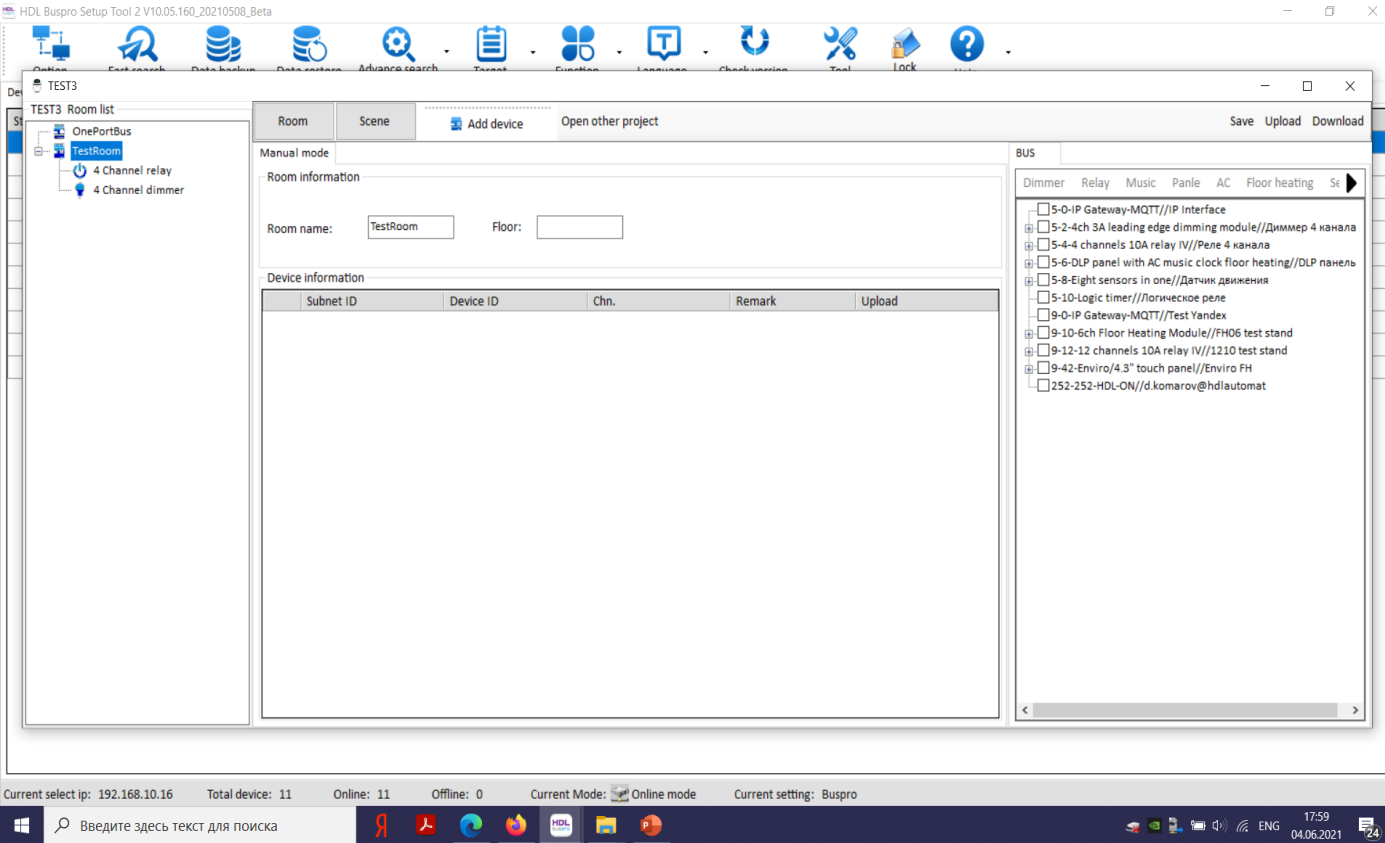 HDL Buspro Setup Tool 2 V10.05.160_20210508_Beta
Option Fast search Data backup Data restore Advance search Target Function Language Check version Tool Lock Help
TEST3
TEST3 Room list
OnePortBus
TestRoom
4 Channel relay
4 Channel dimmer
Room Scene Add device Open other project Save Upload Download
Manual mode
Room information
Room name: TestRoom Floor:
Device information
Subnet ID Device ID Chn. Remark Upload
BUS
Dimmer Relay Music Panle AC Floor heating
5-0-IP Gateway-MQTT//IP Interface
5-2-4ch 3A leading edge dimming module//Диммер 4 канала
5-4-4 channels 10A relay IV//Реле 4 канала
5-6-DLP panel with AC music clock floor heating//DLP панель
5-8-Eight sensors in one//Датчик движения
5-10-Logic timer//Логическое реле
9-0-IP Gateway-MQTT//Test Yandex
9-10-6ch Floor Heating Module//FH06 test stand
9-12-12 channels 10A relay IV//1210 test stand
9-42-Enviro/4.3" touch panel//Enviro FH
252-252-HDL-ON//d.komarov@hdlautomat
Current select ip: 192.168.10.16 Total device: 11 Online: 11 Offline: 0 Current Mode: Online mode Current setting: Buspro
Введите здесь текст для поиска
ENG
17:59
04.06.2021
24